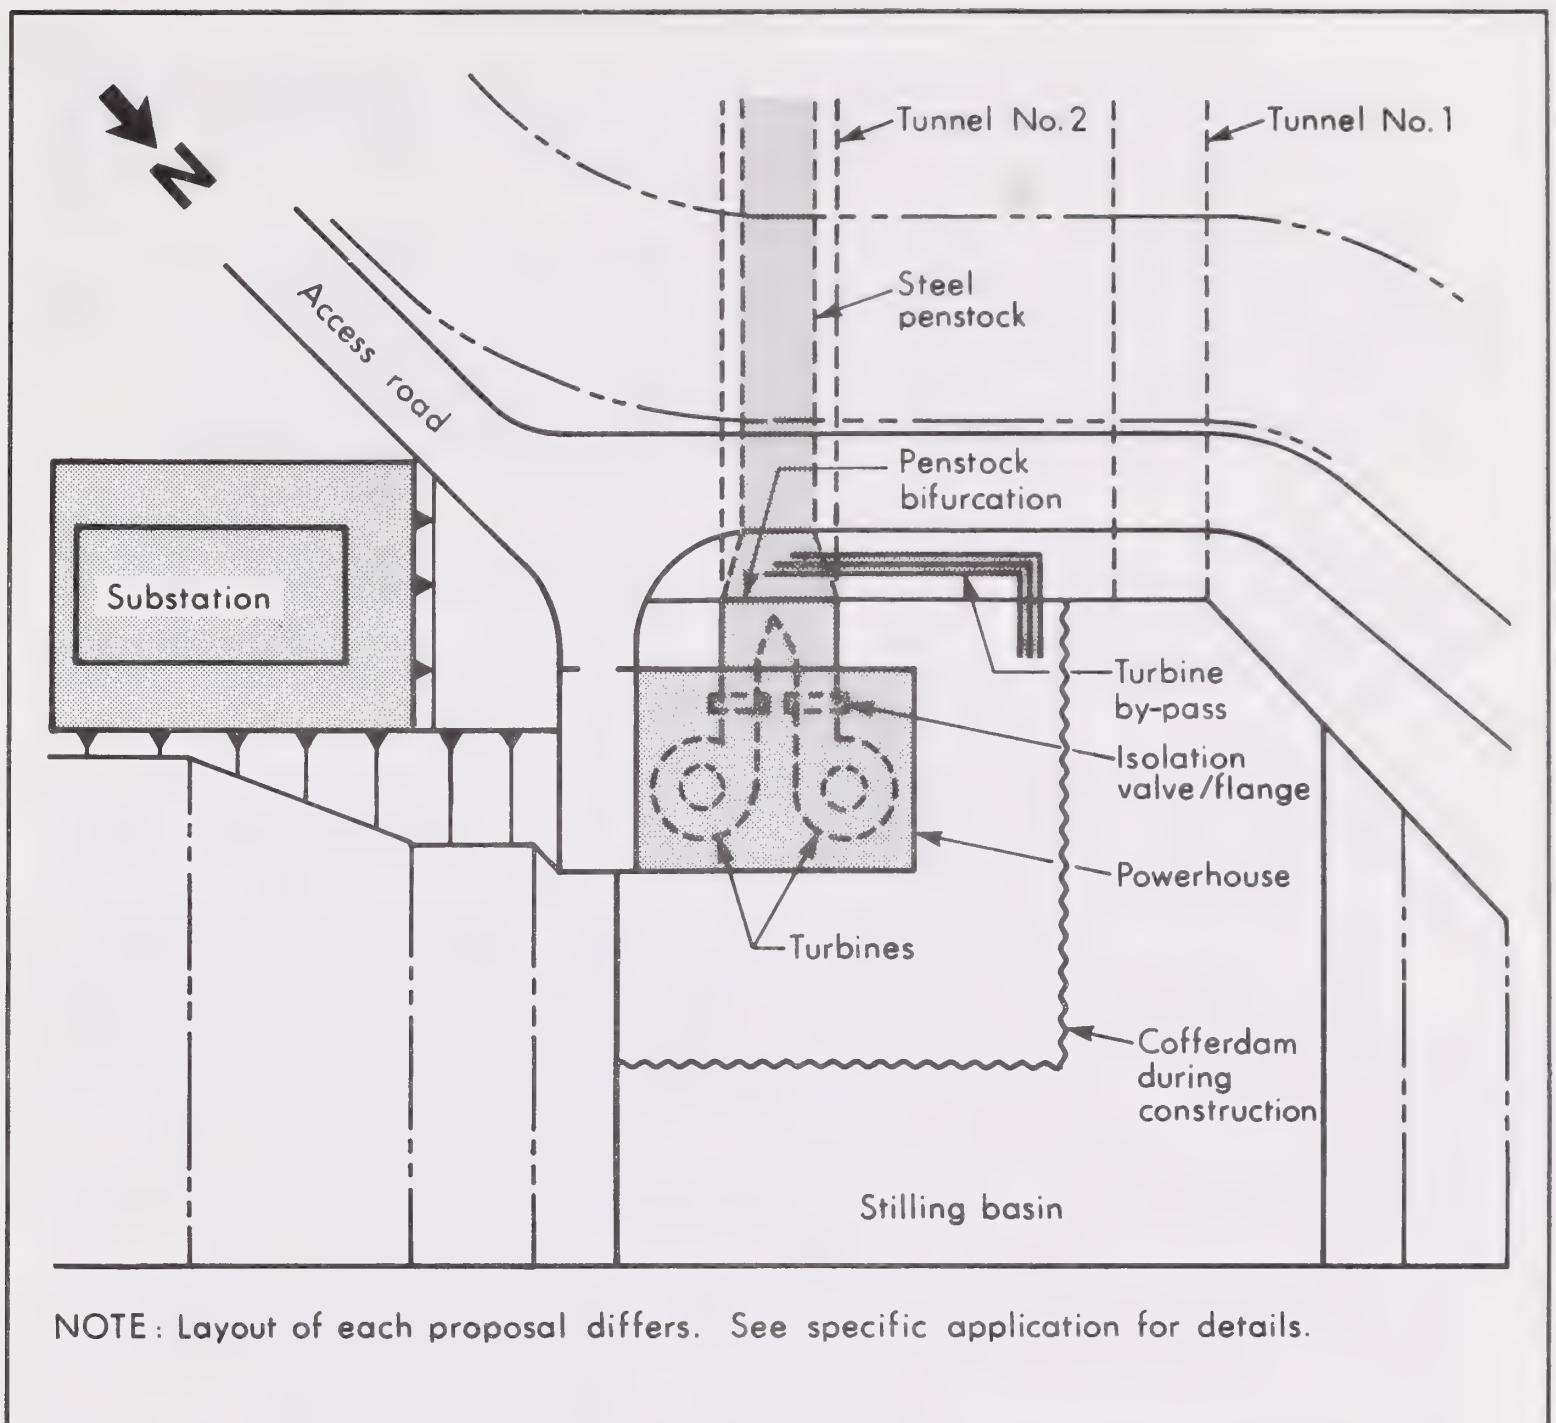 N
Tunnel No. 2
Tunnel No. 1
Steel
penstock
Access road
Penstock
bifurcation
Substation
Turbine
by-pass
Isolation
valve/flange
Powerhouse
Turbines
Cofferdam
during
construction
Stilling basin
NOTE: Layout of each proposal differs. See specific application for details.